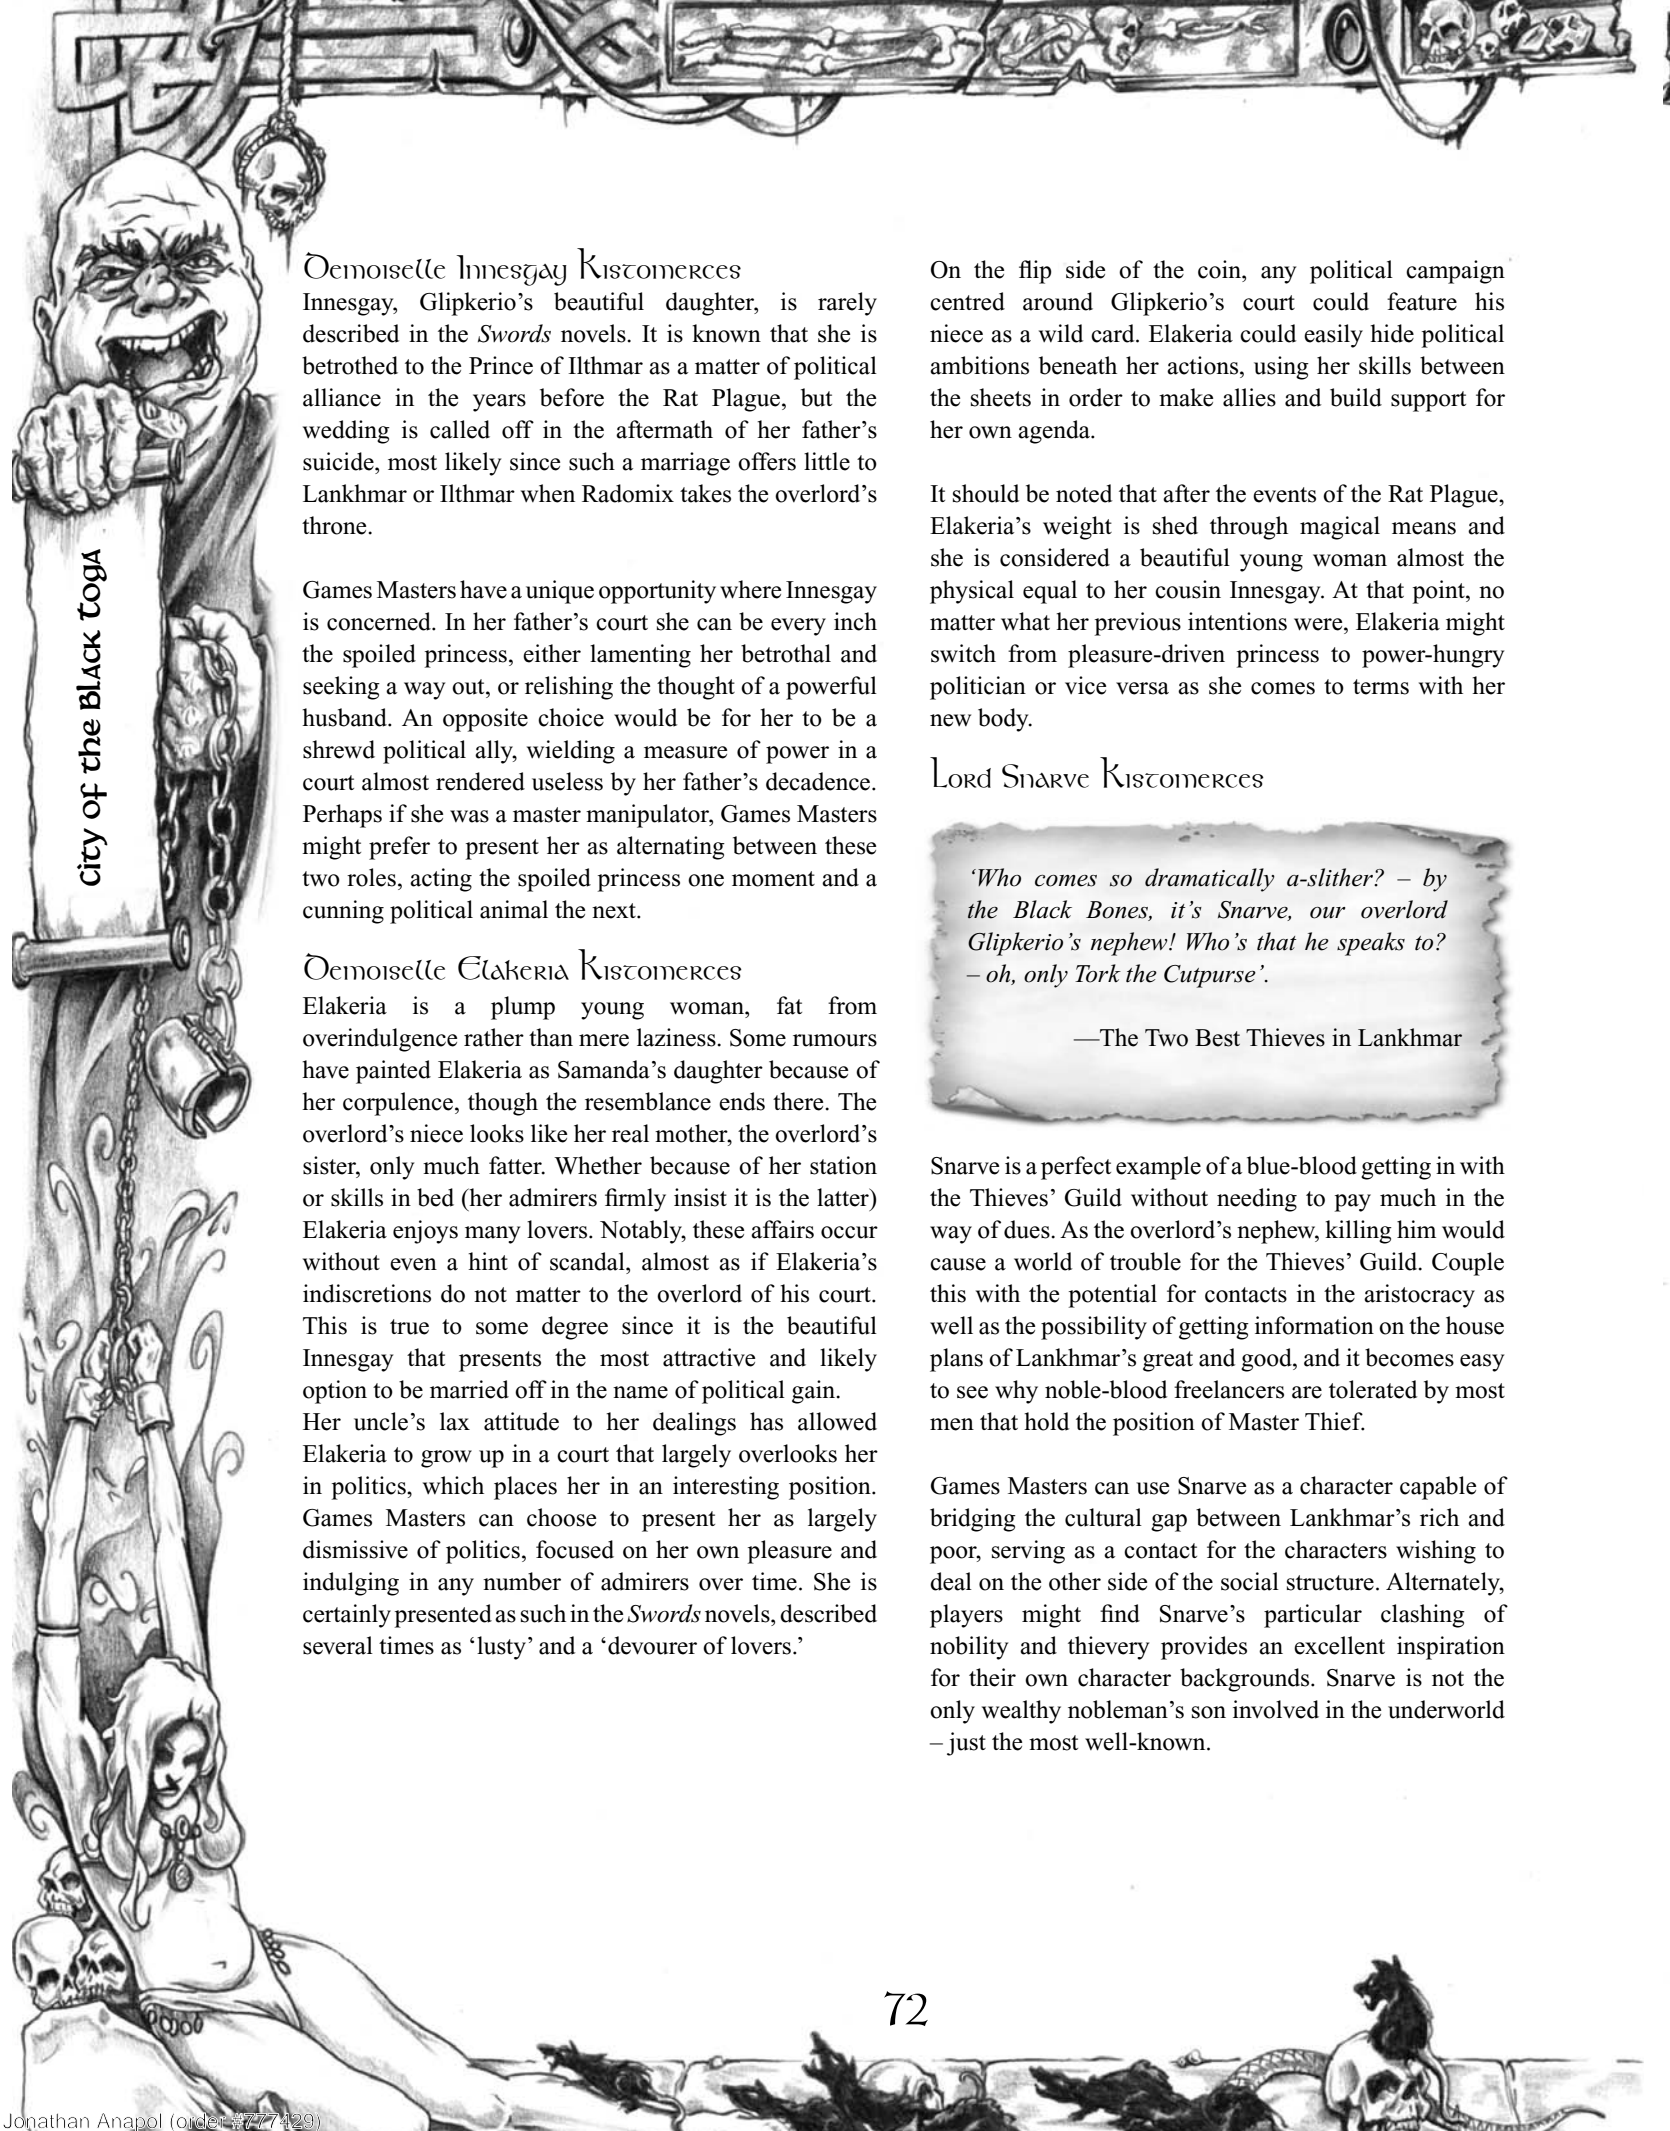 City of the Black Toga
Demoiselle Innesgay Kistomerces
Innesgay, Glipkerio’s beautiful daughter, is rarely
described in the Swords novels. It is known that she is
betrothed to the Prince of Ilthmar as a matter of political
alliance in the years before the Rat Plague, but the
wedding is called off in the aftermath of her father’s
suicide, most likely since such a marriage offers little to
Lankhmar or Ilthmar when Radomix takes the overlord’s
throne.
Games Masters have a unique opportunity where Innesgay
is concerned. In her father’s court she can be every inch
the spoiled princess, either lamenting her betrothal and
seeking a way out, or relishing the thought of a powerful
husband. An opposite choice would be for her to be a
shrewd political ally, wielding a measure of power in a
court almost rendered useless by her father’s decadence.
Perhaps if she was a master manipulator, Games Masters
might prefer to present her as alternating between these
two roles, acting the spoiled princess one moment and a
cunning political animal the next.
Demoiselle Elakeria Kistomerces
Elakeria is a plump young woman, fat from
overindulgence rather than mere laziness. Some rumours
have painted Elakeria as Samanda’s daughter because of
her corpulence, though the resemblance ends there. The
overlord’s niece looks like her real mother, the overlord’s
sister, only much fatter. Whether because of her station
or skills in bed (her admirers firmly insist it is the latter)
Elakeria enjoys many lovers. Notably, these affairs occur
without even a hint of scandal, almost as if Elakeria’s
indiscretions do not matter to the overlord of his court.
This is true to some degree since it is the beautiful
Innesgay that presents the most attractive and likely
option to be married off in the name of political gain.
Her uncle’s lax attitude to her dealings has allowed
Elakeria to grow up in a court that largely overlooks her
in politics, which places her in an interesting position.
Games Masters can choose to present her as largely
dismissive of politics, focused on her own pleasure and
indulging in any number of admirers over time. She is
certainly presented as such in the Swords novels, described
several times as ‘lusty’ and a ‘devourer of lovers.’
On the flip side of the coin, any political campaign
centred around Glipkerio’s court could feature his
niece as a wild card. Elakeria could easily hide political
ambitions beneath her actions, using her skills between
the sheets in order to make allies and build support for
her own agenda.
It should be noted that after the events of the Rat Plague,
Elakeria’s weight is shed through magical means and
she is considered a beautiful young woman almost the
physical equal to her cousin Innesgay. At that point, no
matter what her previous intentions were, Elakeria might
switch from pleasure-driven princess to power-hungry
politician or vice versa as she comes to terms with her
new body.
Lord Snarve Kistomerces
‘Who comes so dramatically a-slither? – by
the Black Bones, it’s Snarve, our overlord
Glipkerio’s nephew! Who’s that he speaks to?
– oh, only Tork the Cutpurse’.
—The Two Best Thieves in Lankhmar
Snarve is a perfect example of a blue-blood getting in with
the Thieves’ Guild without needing to pay much in the
way of dues. As the overlord’s nephew, killing him would
cause a world of trouble for the Thieves’ Guild. Couple
this with the potential for contacts in the aristocracy as
well as the possibility of getting information on the house
plans of Lankhmar’s great and good, and it becomes easy
to see why noble-blood freelancers are tolerated by most
men that hold the position of Master Thief.
Games Masters can use Snarve as a character capable of
bridging the cultural gap between Lankhmar’s rich and
poor, serving as a contact for the characters wishing to
deal on the other side of the social structure. Alternately,
players might find Snarve’s particular clashing of
nobility and thievery provides an excellent inspiration
for their own character backgrounds. Snarve is not the
only wealthy nobleman’s son involved in the underworld
– just the most well-known.
72
Jonathan Anapol (order #777429)